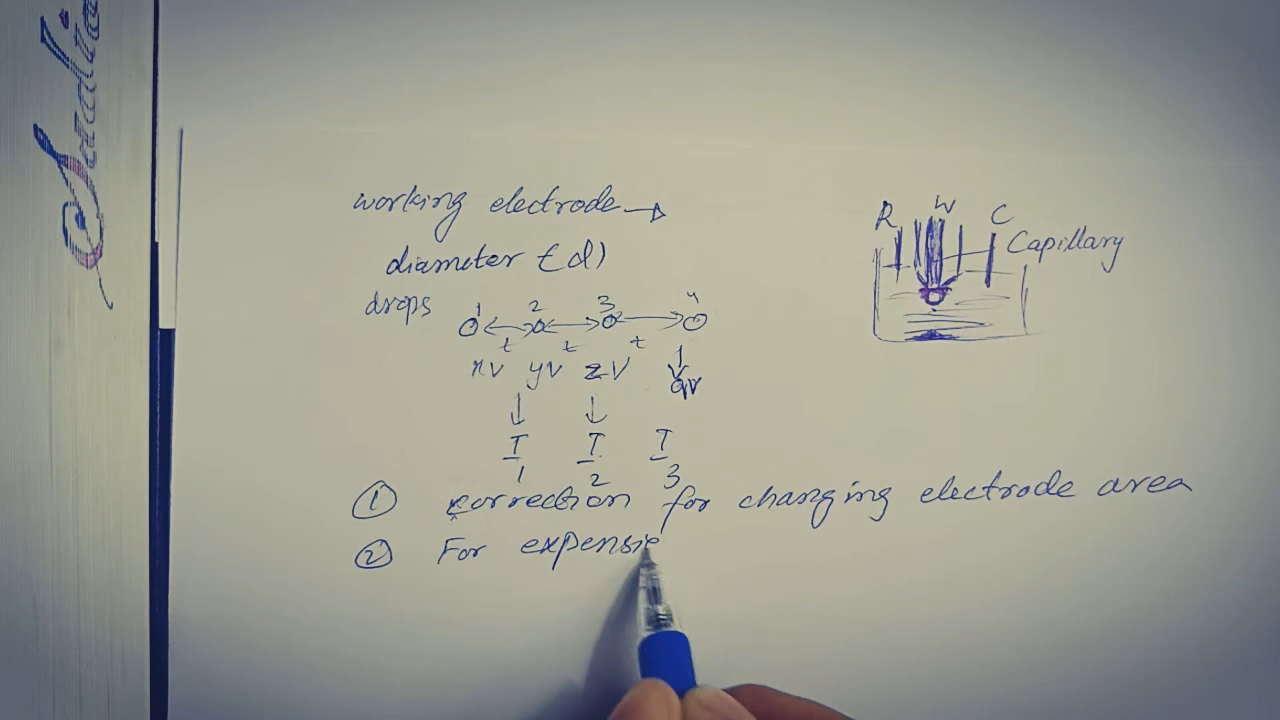 working electrode →
diameter (d)
drops 1 2 3 4
t t t
xV yV zV qV
I I I
1 2 3
① correction for changing electrode area
② For expensi
R W C
Capillary